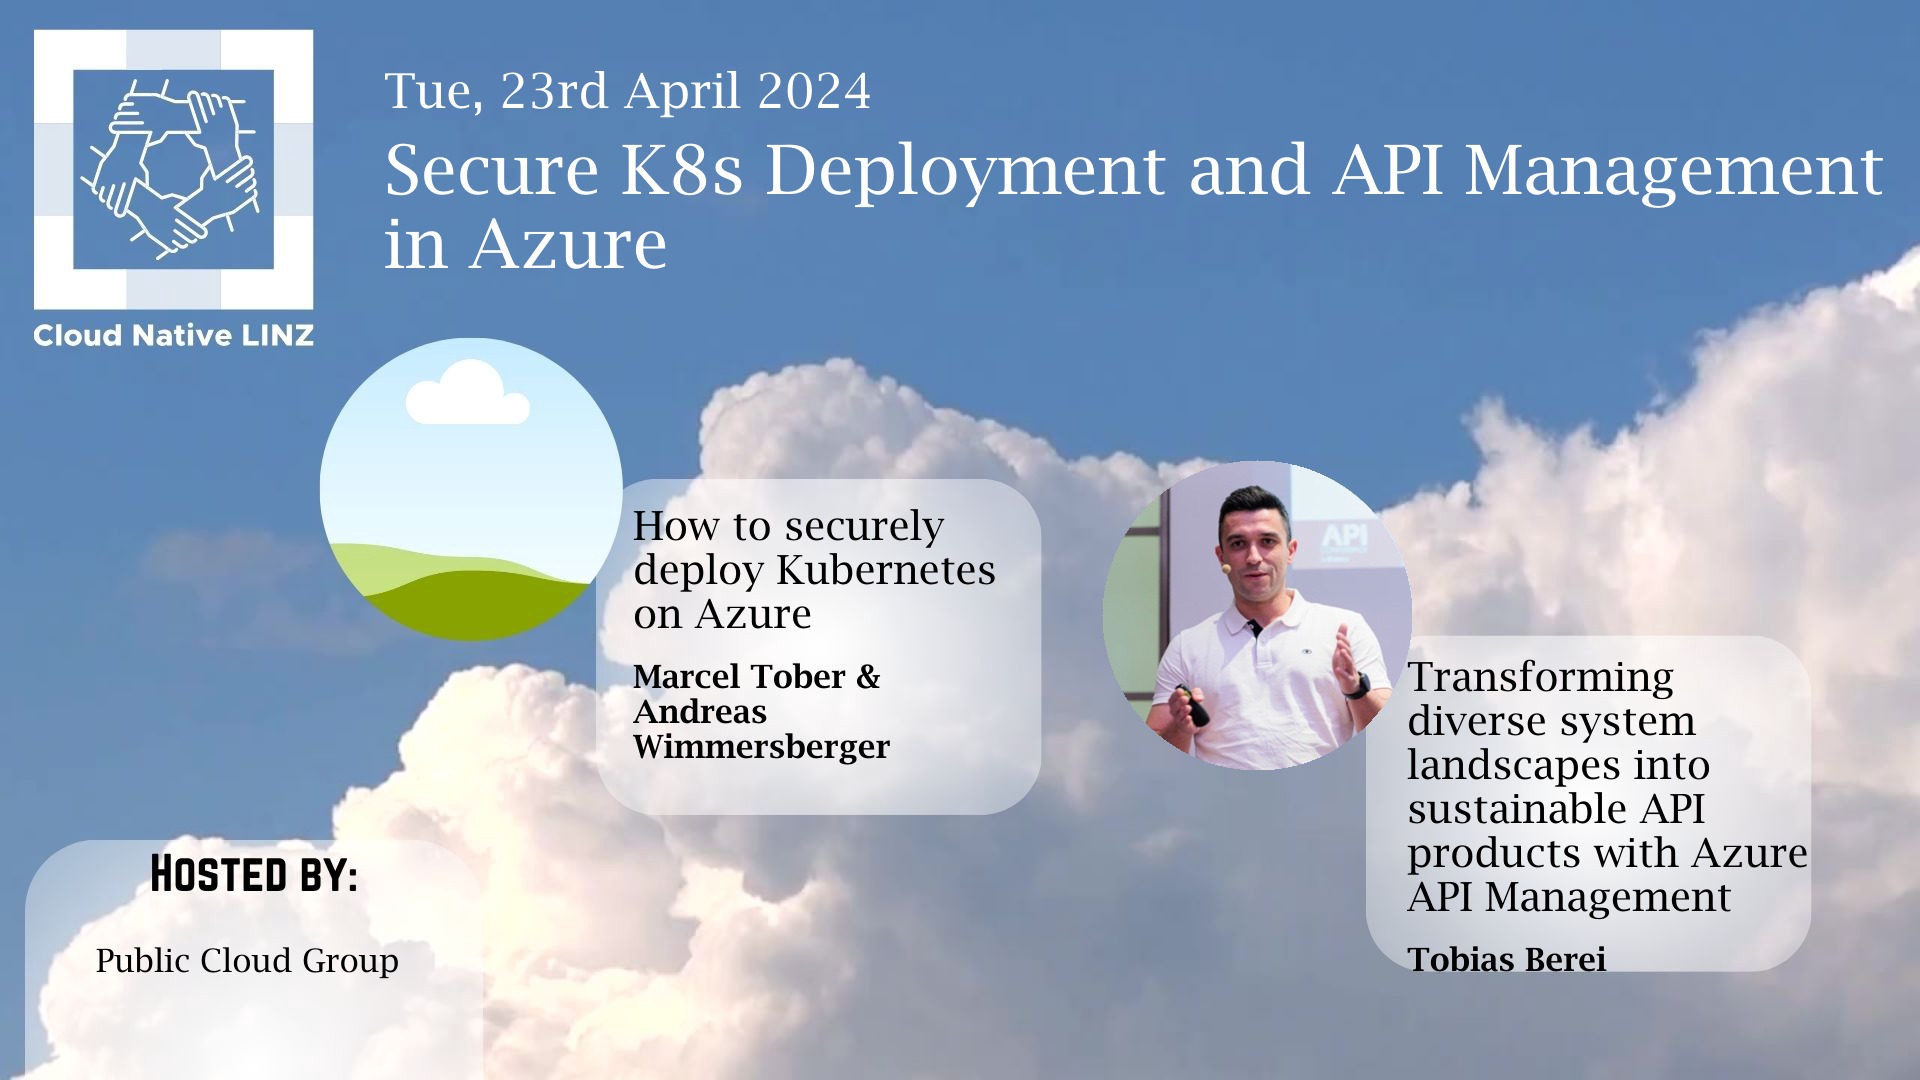 Cloud Native LINZ
Tue, 23rd April 2024
Secure K8s Deployment and API Management
in Azure
How to securely
deploy Kubernetes
on Azure
Marcel Tober &
Andreas
Wimmersberger
API
Transforming
diverse system
landscapes into
sustainable API
products with Azure
API Management
Tobias Berei
HOSTED BY:
Public Cloud Group